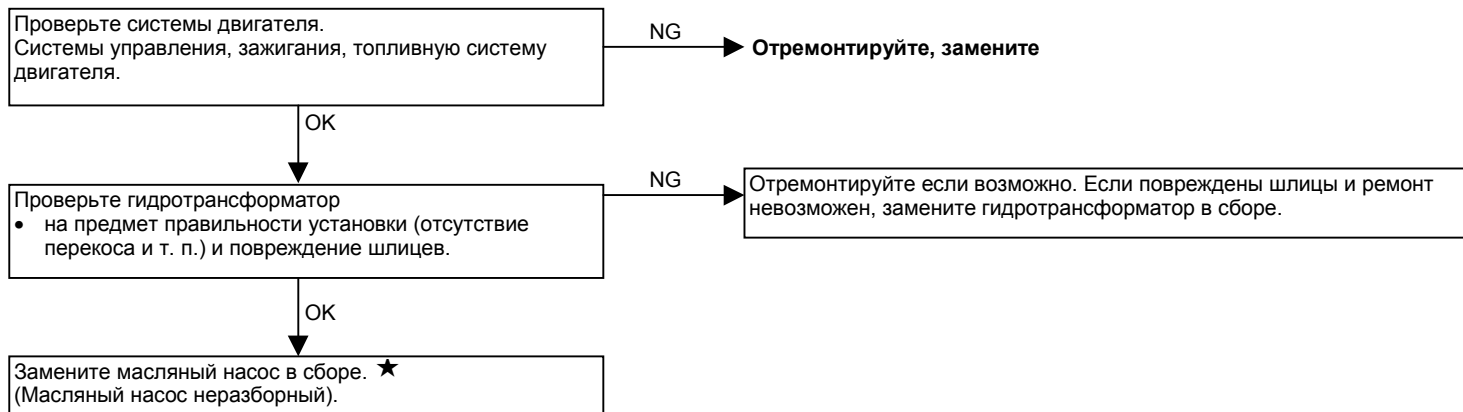 Проверьте системы двигателя.
Системы управления, зажигания, топливную систему
двигателя.
NG
Отремонтируйте, замените
OK
Проверьте гидротрансформатор
• на предмет правильности установки (отсутствие
перекоса и т. п.) и повреждение шлицев.
NG
Отремонтируйте если возможно. Если повреждены шлицы и ремонт
невозможен, замените гидротрансформатор в сборе.
OK
Замените масляный насос в сборе. ★
(Масляный насос неразборный).